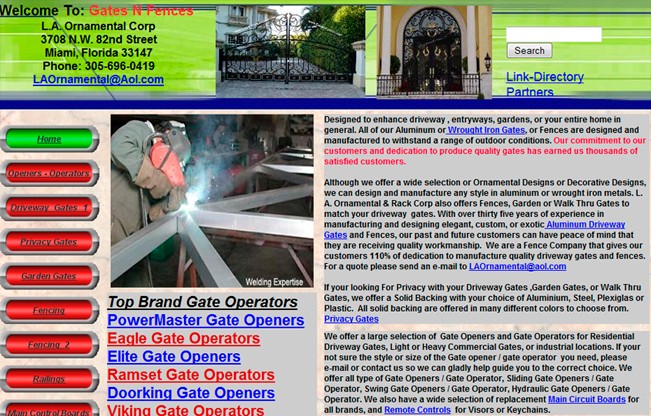 Welcome To: Gates N Fences
L.A. Ornamental Corp
3708 N.W. 82nd Street
Miami, Florida 33147
Phone: 305-696-0419
LAOrnamental@Aol.com
Search
Link-Directory
Partners
Home
Openers - Operators
Driveway Gates 1
Privacy Gates
Garden Gates
Fencing
Fencing 2
Railings
Main Control Boards
Welding Expertise
Top Brand Gate Operators
PowerMaster Gate Openers
Eagle Gate Operators
Elite Gate Openers
Ramset Gate Operators
Doorking Gate Openers
Viking Gate Operators
Designed to enhance driveway , entryways, gardens, or your entire home in
general. All of our Aluminum or Wrought Iron Gates, or Fences are designed and
manufactured to withstand a range of outdoor conditions. Our commitment to our
customers and dedication to produce quality gates has earned us thousands of
satisfied customers.
Although we offer a wide selection or Ornamental Designs or Decorative Designs,
we can design and manufacture any style in aluminum or wrought iron metals. L.
A. Ornamental & Rack Corp also offers Fences, Garden or Walk Thru Gates to
match your driveway gates. With over thirty five years of experience in
manufacturing and designing elegant, custom, or exotic Aluminum Driveway
Gates and Fences, our past and future customers can have peace of mind that
they are receiving quality workmanship. We are a Fence Company that gives our
customers 110% of dedication to manufacture quality driveway gates and fences.
For a quote please send an e-mail to LAOrnamental@aol.com
If your looking For Privacy with your Driveway Gates ,Garden Gates, or Walk Thru
Gates, we offer a Solid Backing with your choice of Aluminium, Steel, Plexiglas or
Plastic. All solid backing are offered in many different colors to choose from.
Privacy Gates
We offer a large selection of Gate Openers and Gate Operators for Residential
Driveway Gates, Light or Heavy Commercial Gates, or industrial locations. If your
not sure the style or size of the Gate opener / gate operator you need, please
e-mail or contact us so we can gladly help guide you to the correct choice. We offer
all type of Gate Openers / Gate Operator, Sliding Gate Openers / Gate
Operator, Swing Gate Openers / Gate Operator, Hydraulic Gate Openers / Gate
Operator. We also have a wide selection of replacement Main Circuit Boards for
all brands, and Remote Controls for Visors or Keychains.